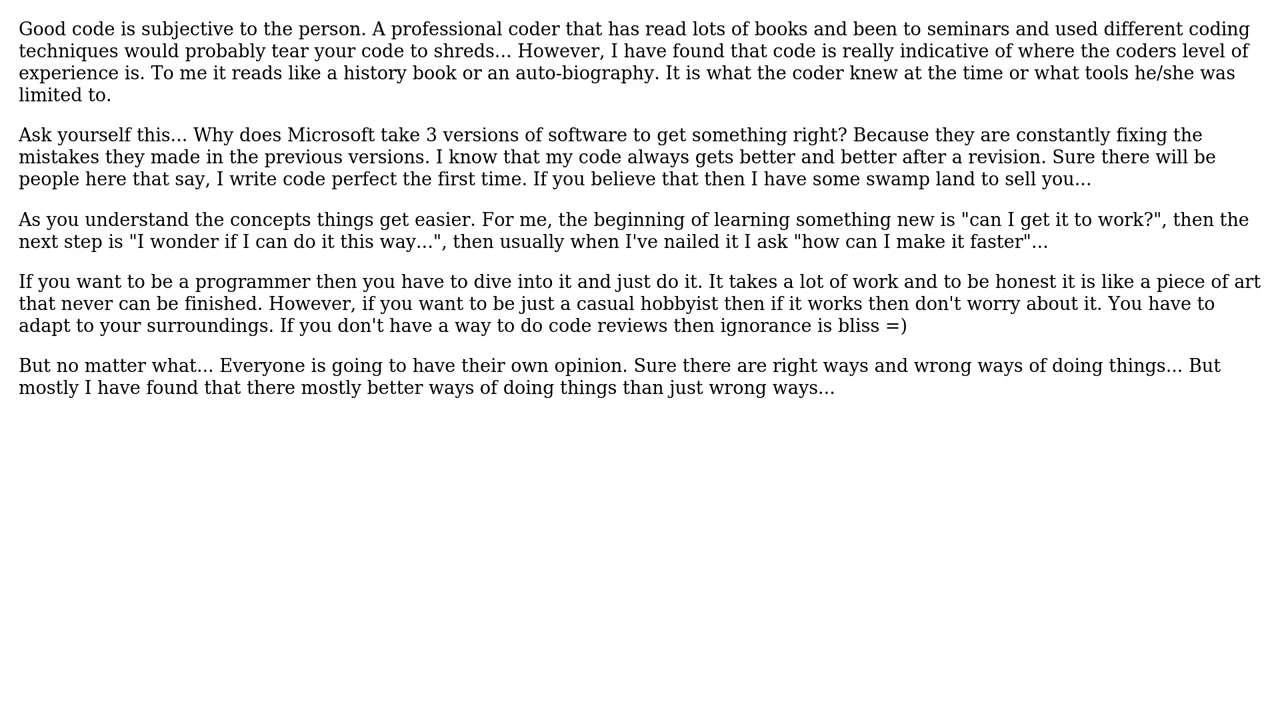 Good code is subjective to the person. A professional coder that has read lots of books and been to seminars and used different coding
techniques would probably tear your code to shreds... However, I have found that code is really indicative of where the coders level of
experience is. To me it reads like a history book or an auto-biography. It is what the coder knew at the time or what tools he/she was
limited to.
Ask yourself this... Why does Microsoft take 3 versions of software to get something right? Because they are constantly fixing the
mistakes they made in the previous versions. I know that my code always gets better and better after a revision. Sure there will be
people here that say, I write code perfect the first time. If you believe that then I have some swamp land to sell you...
As you understand the concepts things get easier. For me, the beginning of learning something new is "can I get it to work?", then the
next step is "I wonder if I can do it this way...", then usually when I've nailed it I ask "how can I make it faster"...
If you want to be a programmer then you have to dive into it and just do it. It takes a lot of work and to be honest it is like a piece of art
that never can be finished. However, if you want to be just a casual hobbyist then if it works then don't worry about it. You have to
adapt to your surroundings. If you don't have a way to do code reviews then ignorance is bliss =)
But no matter what... Everyone is going to have their own opinion. Sure there are right ways and wrong ways of doing things... But
mostly I have found that there mostly better ways of doing things than just wrong ways...